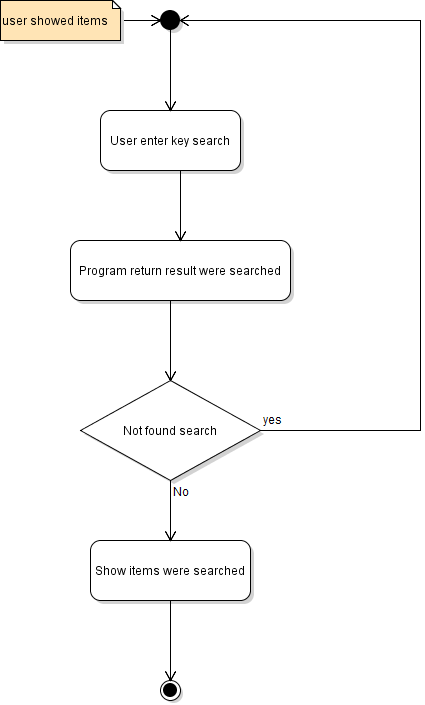 user showed items
User enter key search
Program return result were searched
Not found search
yes
No
Show items were searched